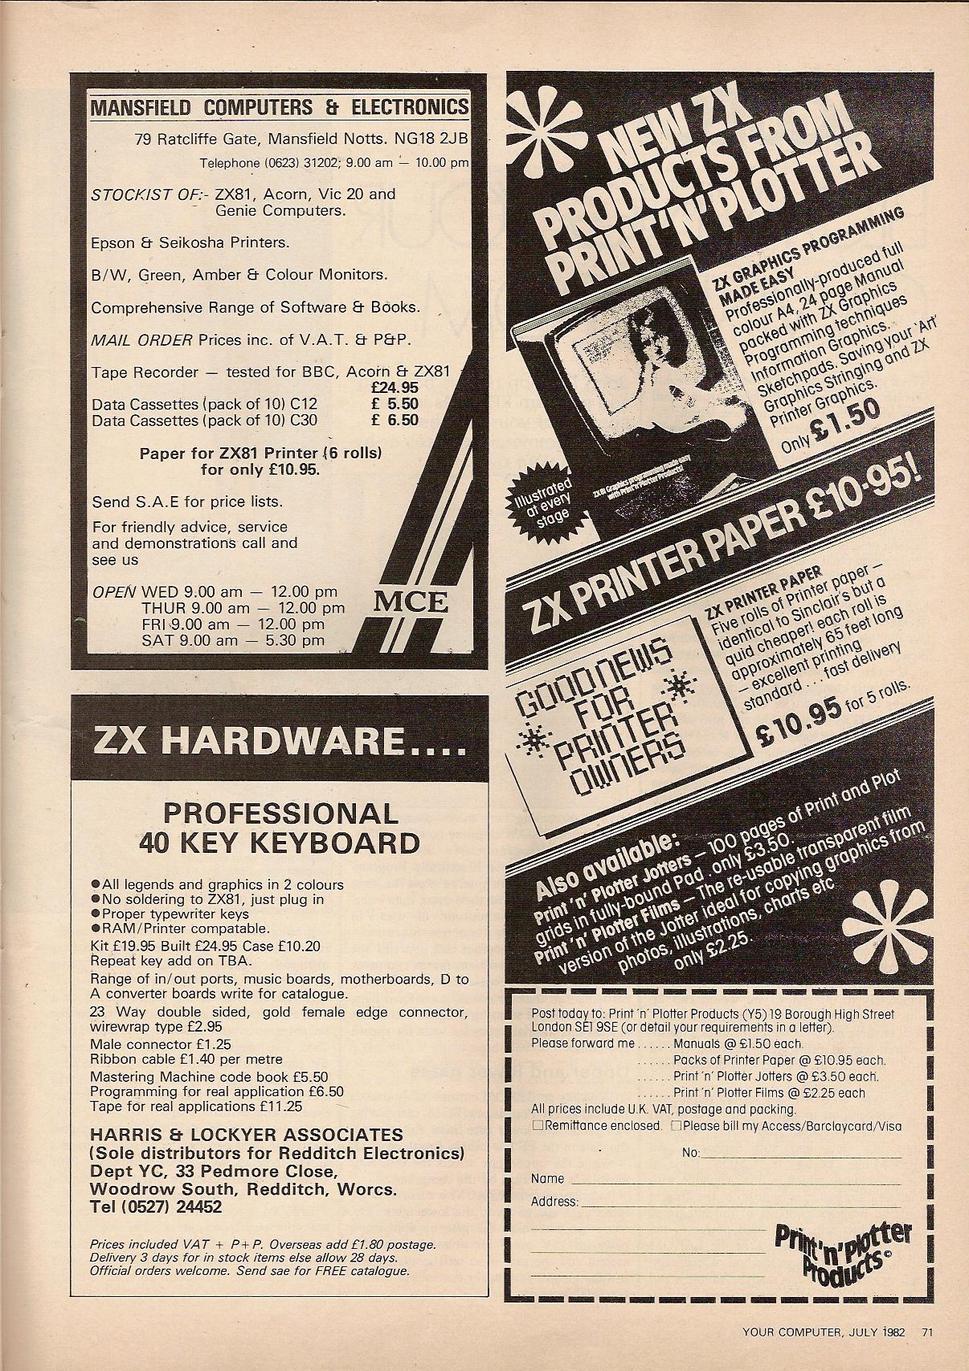 MANSFIELD COMPUTERS & ELECTRONICS
79 Ratcliffe Gate, Mansfield Notts. NG18 2JB
Telephone (0623) 31202; 9.00 am — 10.00 pm
STOCKIST OF:- ZX81, Acorn, Vic 20 and
Genie Computers.
Epson & Seikosha Printers.
B/W, Green, Amber & Colour Monitors.
Comprehensive Range of Software & Books.
MAIL ORDER Prices inc. of V.A.T. & P&P.
Tape Recorder — tested for BBC, Acorn & ZX81
£24.95
Data Cassettes (pack of 10) C12 £ 5.50
Data Cassettes (pack of 10) C30 £ 6.50
Paper for ZX81 Printer (6 rolls)
for only £10.95.
Send S.A.E for price lists.
For friendly advice, service
and demonstrations call and
see us
OPEN WED 9.00 am — 12.00 pm
THUR 9.00 am — 12.00 pm
FRI 9.00 am — 12.00 pm
SAT 9.00 am — 5.30 pm
MCE
ZX HARDWARE....
PROFESSIONAL
40 KEY KEYBOARD
●All legends and graphics in 2 colours
●No soldering to ZX81, just plug in
●Proper typewriter keys
●RAM/Printer compatable.
Kit £19.95 Built £24.95 Case £10.20
Repeat key add on TBA.
Range of in/out ports, music boards, motherboards, D to
A converter boards write for catalogue.
23 Way double sided, gold female edge connector,
wirewrap type £2.95
Male connector £1.25
Ribbon cable £1.40 per metre
Mastering Machine code book £5.50
Programming for real application £6.50
Tape for real applications £11.25
HARRIS & LOCKYER ASSOCIATES
(Sole distributors for Redditch Electronics)
Dept YC, 33 Pedmore Close,
Woodrow South, Redditch, Worcs.
Tel (0527) 24452
Prices included VAT + P+P. Overseas add £1.80 postage.
Delivery 3 days for in stock items else allow 28 days.
Official orders welcome. Send sae for FREE catalogue.
NEW ZX
PRODUCTS FROM
PRINT'N'PLOTTER
ZX GRAPHICS PROGRAMMING
MADE EASY
Professionally-produced full
colour A4, 24 page Manual
packed with ZX Graphics
Programming techniques
Information Graphics.
Sketchpads. Saving your 'Art'
Graphics Stringing and ZX
Printer Graphics.
Only £1.50
ZX81 Graphics programming made easy
with Print'n'Plotter Products!
Illustrated
at every
stage
ZX PRINTER PAPER £10-95!
ZX PRINTER PAPER
Five rolls of Printer paper —
identical to Sinclair's but a
quid cheaper! each roll is
approximately 65 feet long
— excellent printing
standard . . . fast delivery
£10.95 for 5 rolls.
GOOD NEWS
FOR
PRINTER
OWNERS
Also available:
Print 'n' Plotter Jotters — 100 pages of Print and Plot
grids in fully-bound Pad . only £3.50.
Print 'n' Plotter Films — The re-usable transparent film
version of the Jotter ideal for copying graphics from
photos, illustrations, charts etc
only £2.25.
Post today to: Print 'n' Plotter Products (Y5) 19 Borough High Street
London SE1 9SE (or detail your requirements in a letter).
Please forward me . . . . . . Manuals @ £1.50 each.
. . . . . . Packs of Printer Paper @ £10.95 each.
. . . . . . Print 'n' Plotter Jotters @ £3.50 each.
. . . . . . Print 'n' Plotter Films @ £2.25 each
All prices include U.K. VAT, postage and packing.
☐Remittance enclosed. ☐Please bill my Access/Barclaycard/Visa
No:
Name
Address:
Print'n'Plotter
Products©
YOUR COMPUTER, JULY 1982 71